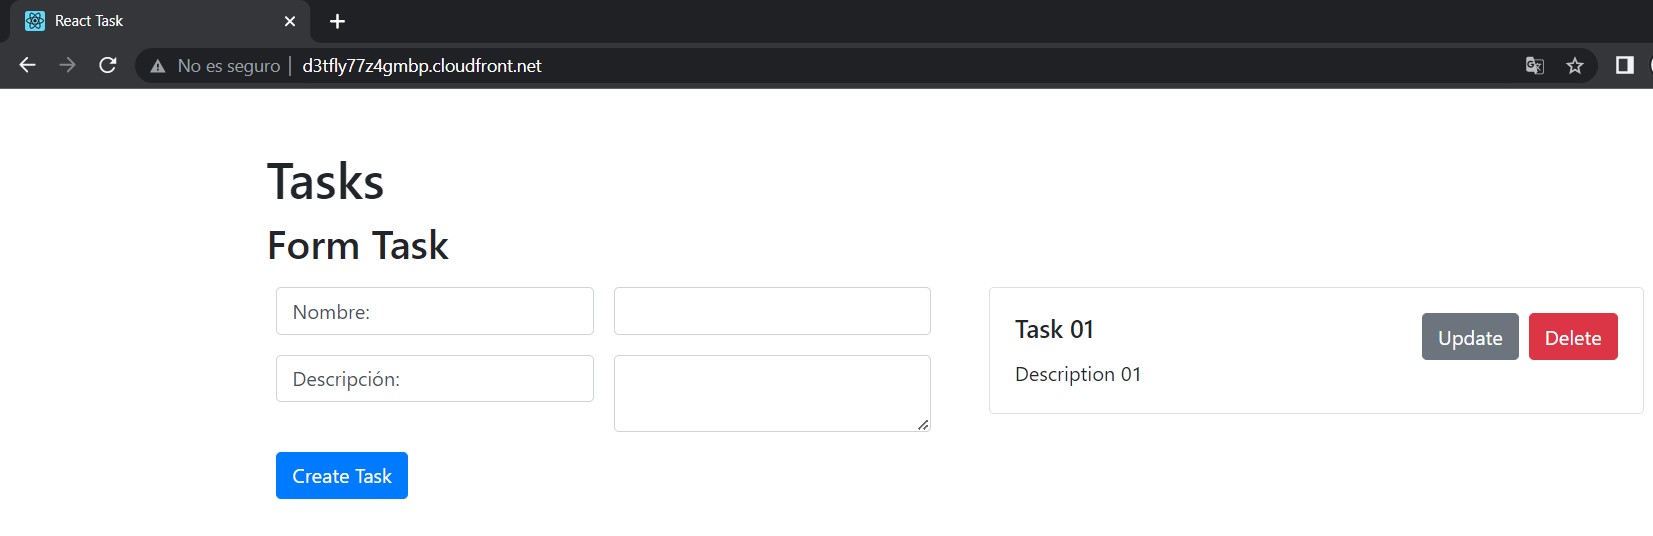 React Task
No es seguro | d3tfly77z4gmbp.cloudfront.net
Tasks
Form Task
Nombre:
Descripción:
Create Task
Task 01
Update
Delete
Description 01